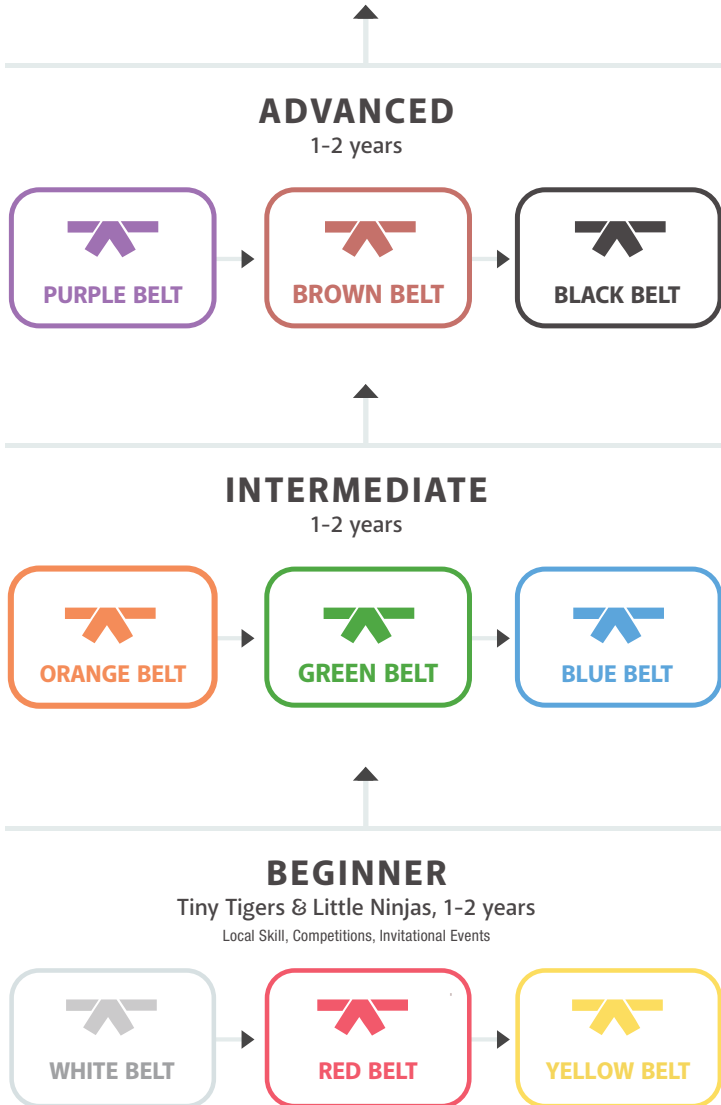 ADVANCED
1-2 years
PURPLE BELT
BROWN BELT
BLACK BELT
INTERMEDIATE
1-2 years
ORANGE BELT
GREEN BELT
BLUE BELT
BEGINNER
Tiny Tigers & Little Ninjas, 1-2 years
Local Skill, Competitions, Invitational Events
WHITE BELT
RED BELT
YELLOW BELT